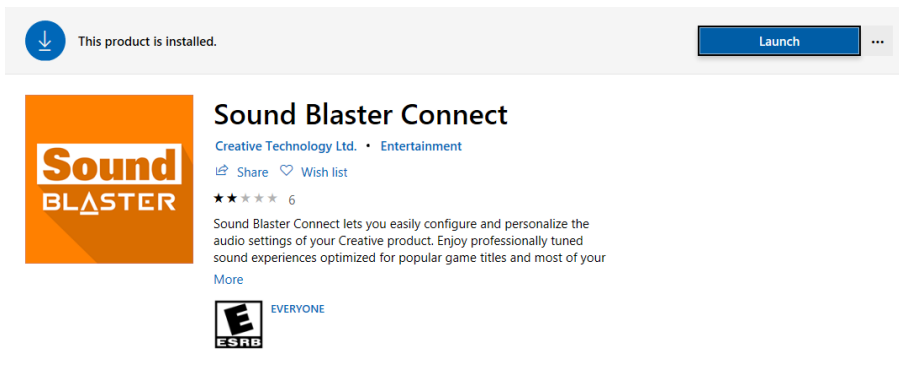 This product is installed.
Launch
...
Sound Blaster Connect
Creative Technology Ltd. • Entertainment
Share Wish list
6
Sound Blaster Connect lets you easily configure and personalize the
audio settings of your Creative product. Enjoy professionally tuned
sound experiences optimized for popular game titles and most of your
More
Sound
BLASTER
E
ESRB
EVERYONE